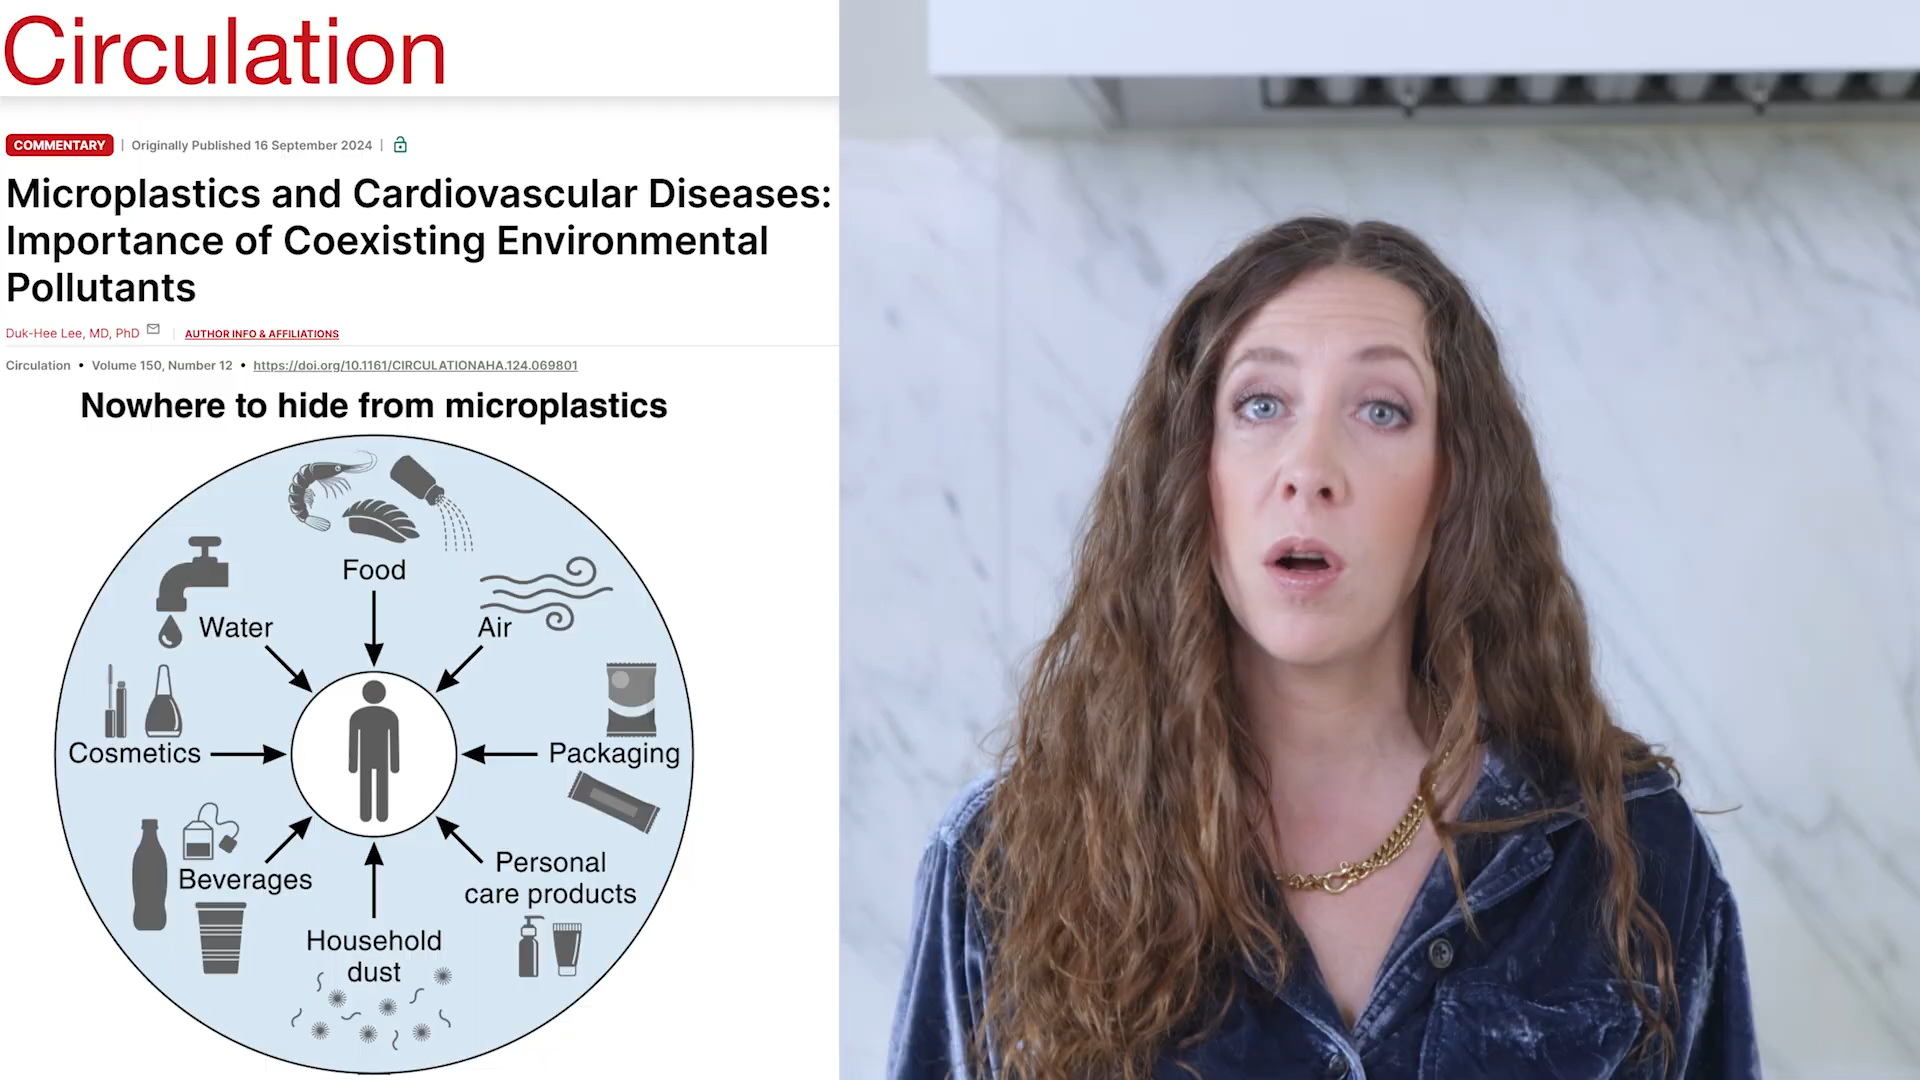 Circulation
COMMENTARY | Originally Published 16 September 2024 |
Microplastics and Cardiovascular Diseases:
Importance of Coexisting Environmental
Pollutants
Duk-Hee Lee, MD, PhD | AUTHOR INFO & AFFILIATIONS
Circulation • Volume 150, Number 12 • https://doi.org/10.1161/CIRCULATIONAHA.124.069801
Nowhere to hide from microplastics
Food
Water
Air
Cosmetics
Packaging
Beverages
Personal
care products
Household
dust